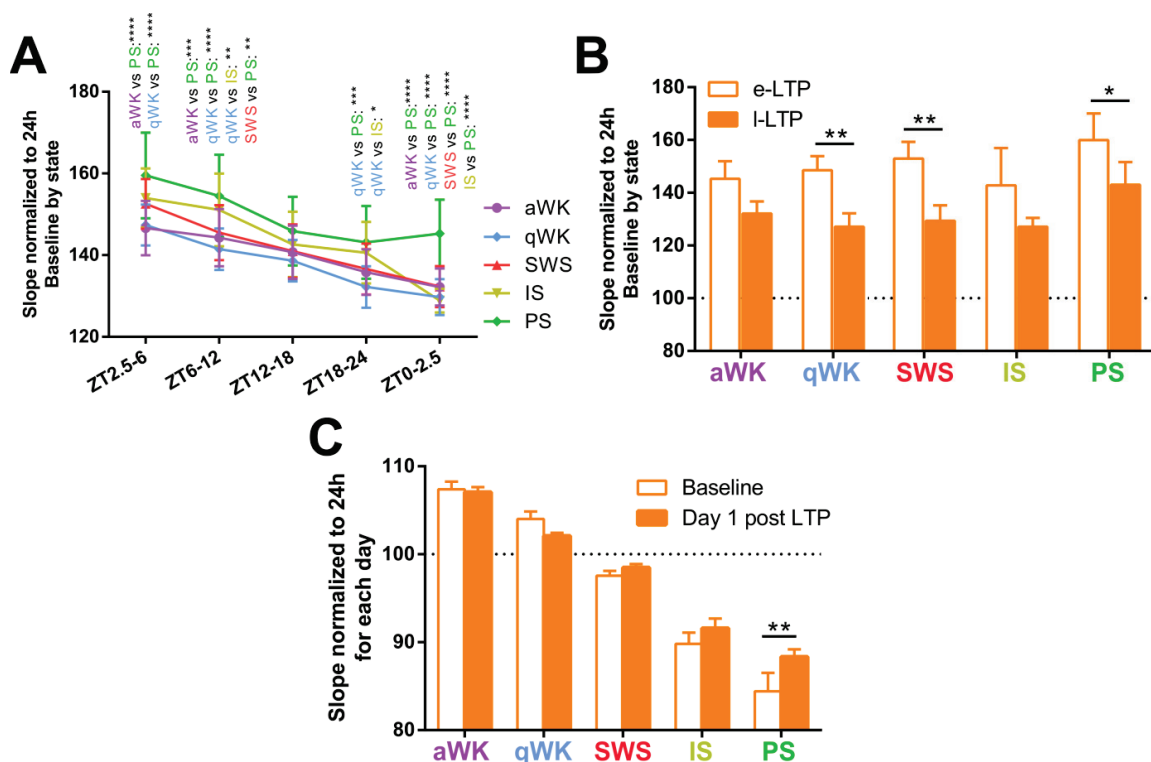 A
aWK vs PS:****
qWK vs PS: ****
aWK vs PS:***
qWK vs PS: ****
qWK vs IS: **
SWS vs PS: **
qWK vs PS: ***
qWK vs IS: *
aWK vs PS:****
qWK vs PS: ****
SWS vs PS: ****
IS vs PS: ****
Slope normalized to 24h
Baseline by state
180
160
140
120
ZT2.5-6
ZT6-12
ZT12-18
ZT18-24
ZT0-2.5
aWK
qWK
SWS
IS
PS
B
Slope normalized to 24h
Baseline by state
180
160
140
120
100
80
e-LTP
l-LTP
**
**
*
aWK
qWK
SWS
IS
PS
C
Slope normalized to 24h
for each day
110
100
90
80
Baseline
Day 1 post LTP
**
aWK
qWK
SWS
IS
PS